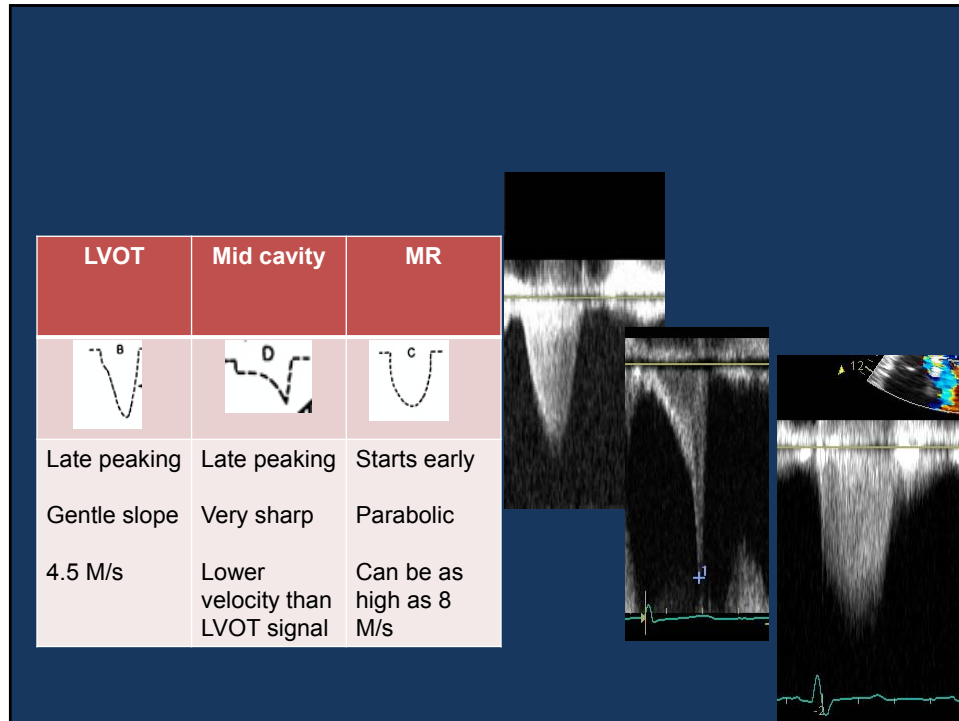 LVOT Mid cavity MR
B D C
Late peaking Late peaking Starts early
Gentle slope Very sharp Parabolic
4.5 M/s Lower Can be as
velocity than high as 8
LVOT signal M/s
1
12
-2